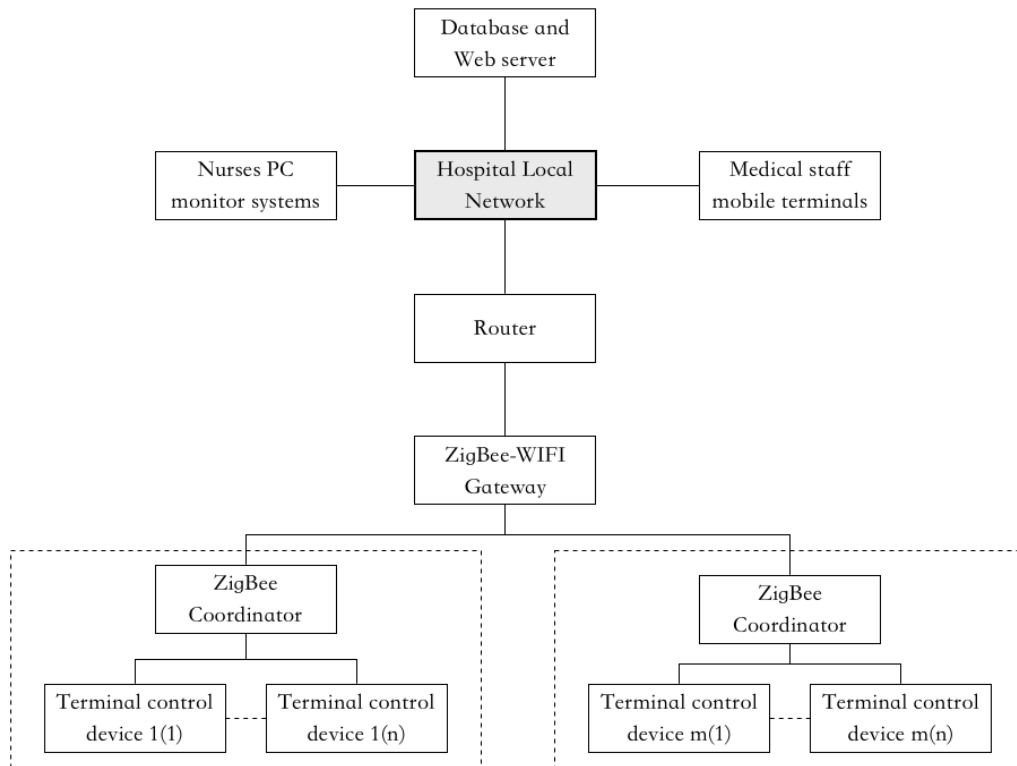 Database and
Web server
Nurses PC
monitor systems
Hospital Local
Network
Medical staff
mobile terminals
Router
ZigBee-WIFI
Gateway
ZigBee
Coordinator
ZigBee
Coordinator
Terminal control
device 1(1)
Terminal control
device 1(n)
Terminal control
device m(1)
Terminal control
device m(n)